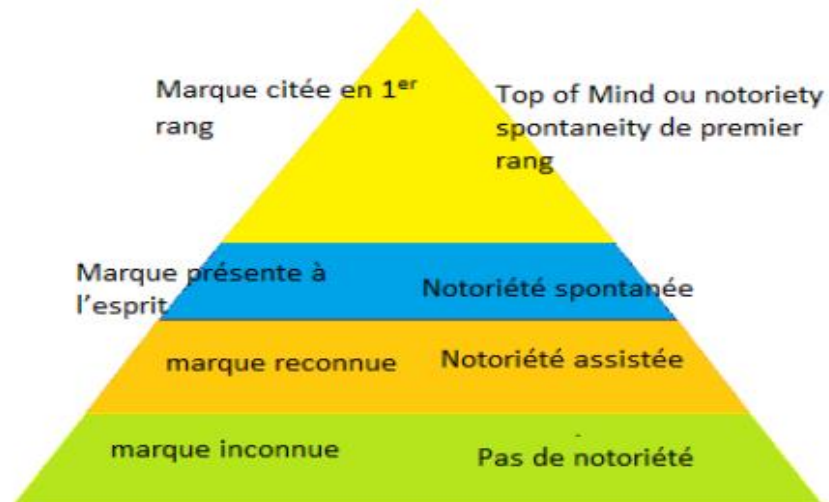 Marque citée en 1er
rang
Top of Mind ou notoriety
spontaneity de premier
rang
Marque présente à
l'esprit
Notoriété spontanée
marque reconnue
Notoriété assistée
marque inconnue
Pas de notoriété